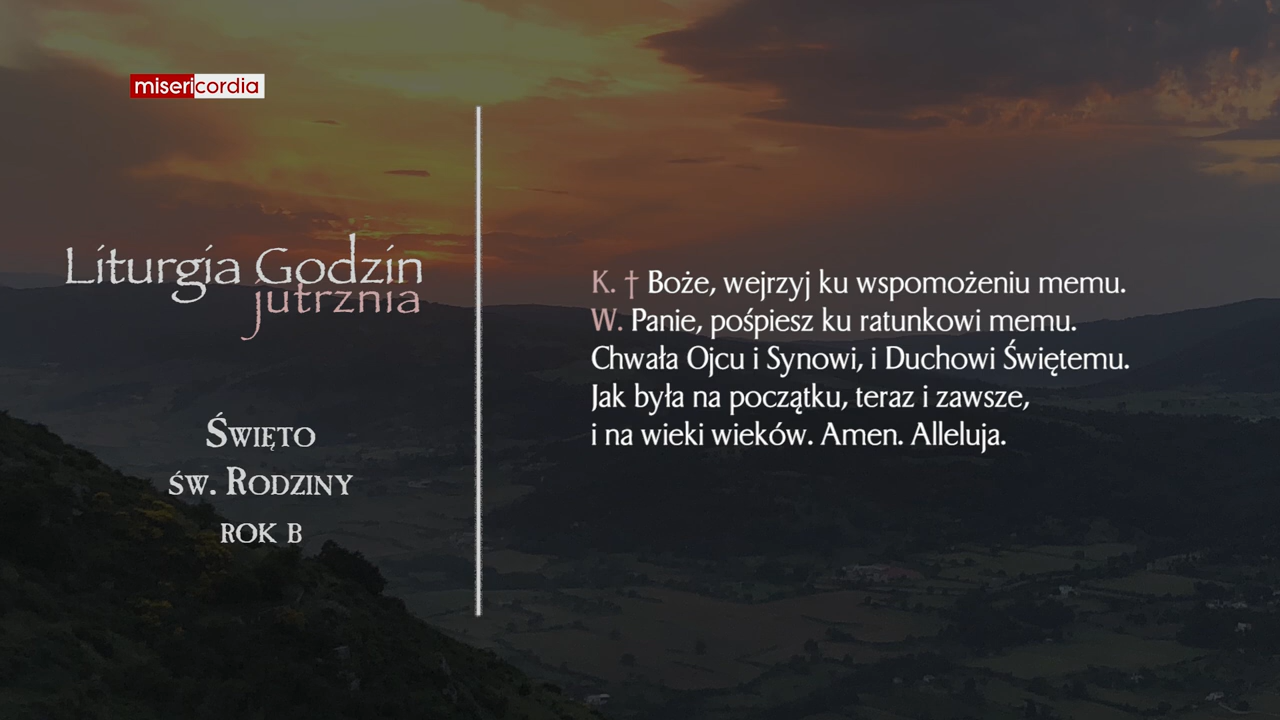 misericordia
Liturgia Godzin
jutrznia
Święto
św. Rodziny
rok B
K. † Boże, wejrzyj ku wspomożeniu memu.
W. Panie, pośpiesz ku ratunkowi memu.
Chwała Ojcu i Synowi, i Duchowi Świętemu.
Jak była na początku, teraz i zawsze,
i na wieki wieków. Amen. Alleluja.